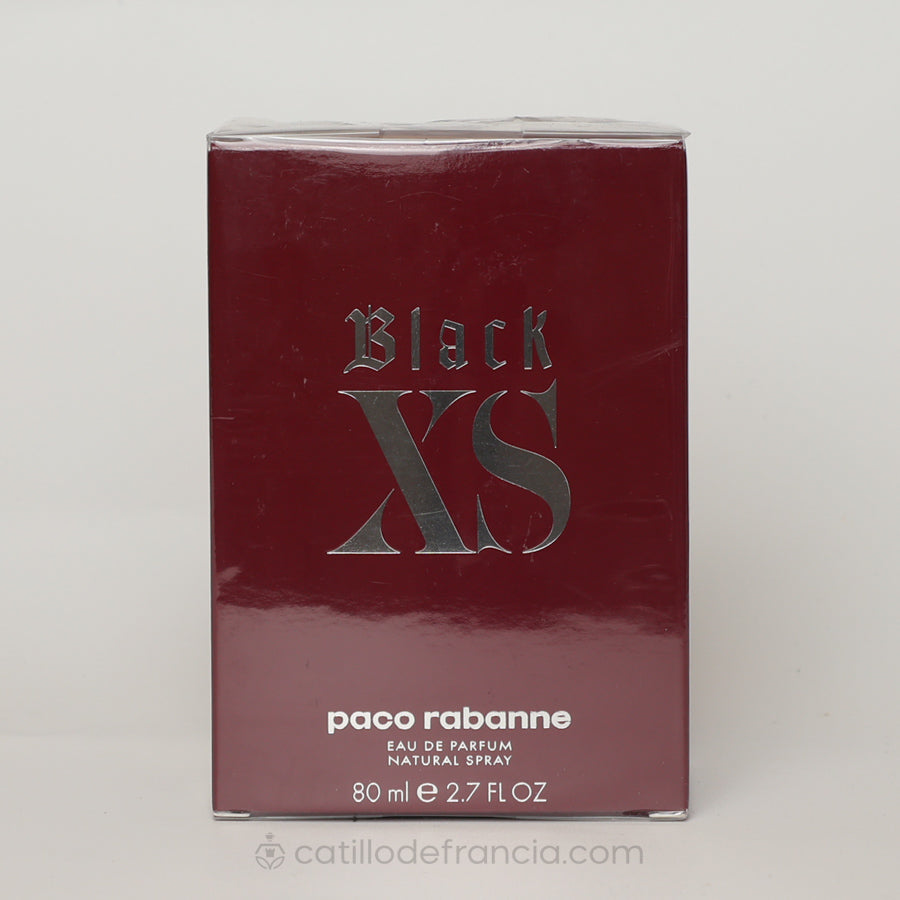 Black
XS
paco rabanne
EAU DE PARFUM
NATURAL SPRAY
80 ml e 2.7 FL OZ
catillodefrancia.com